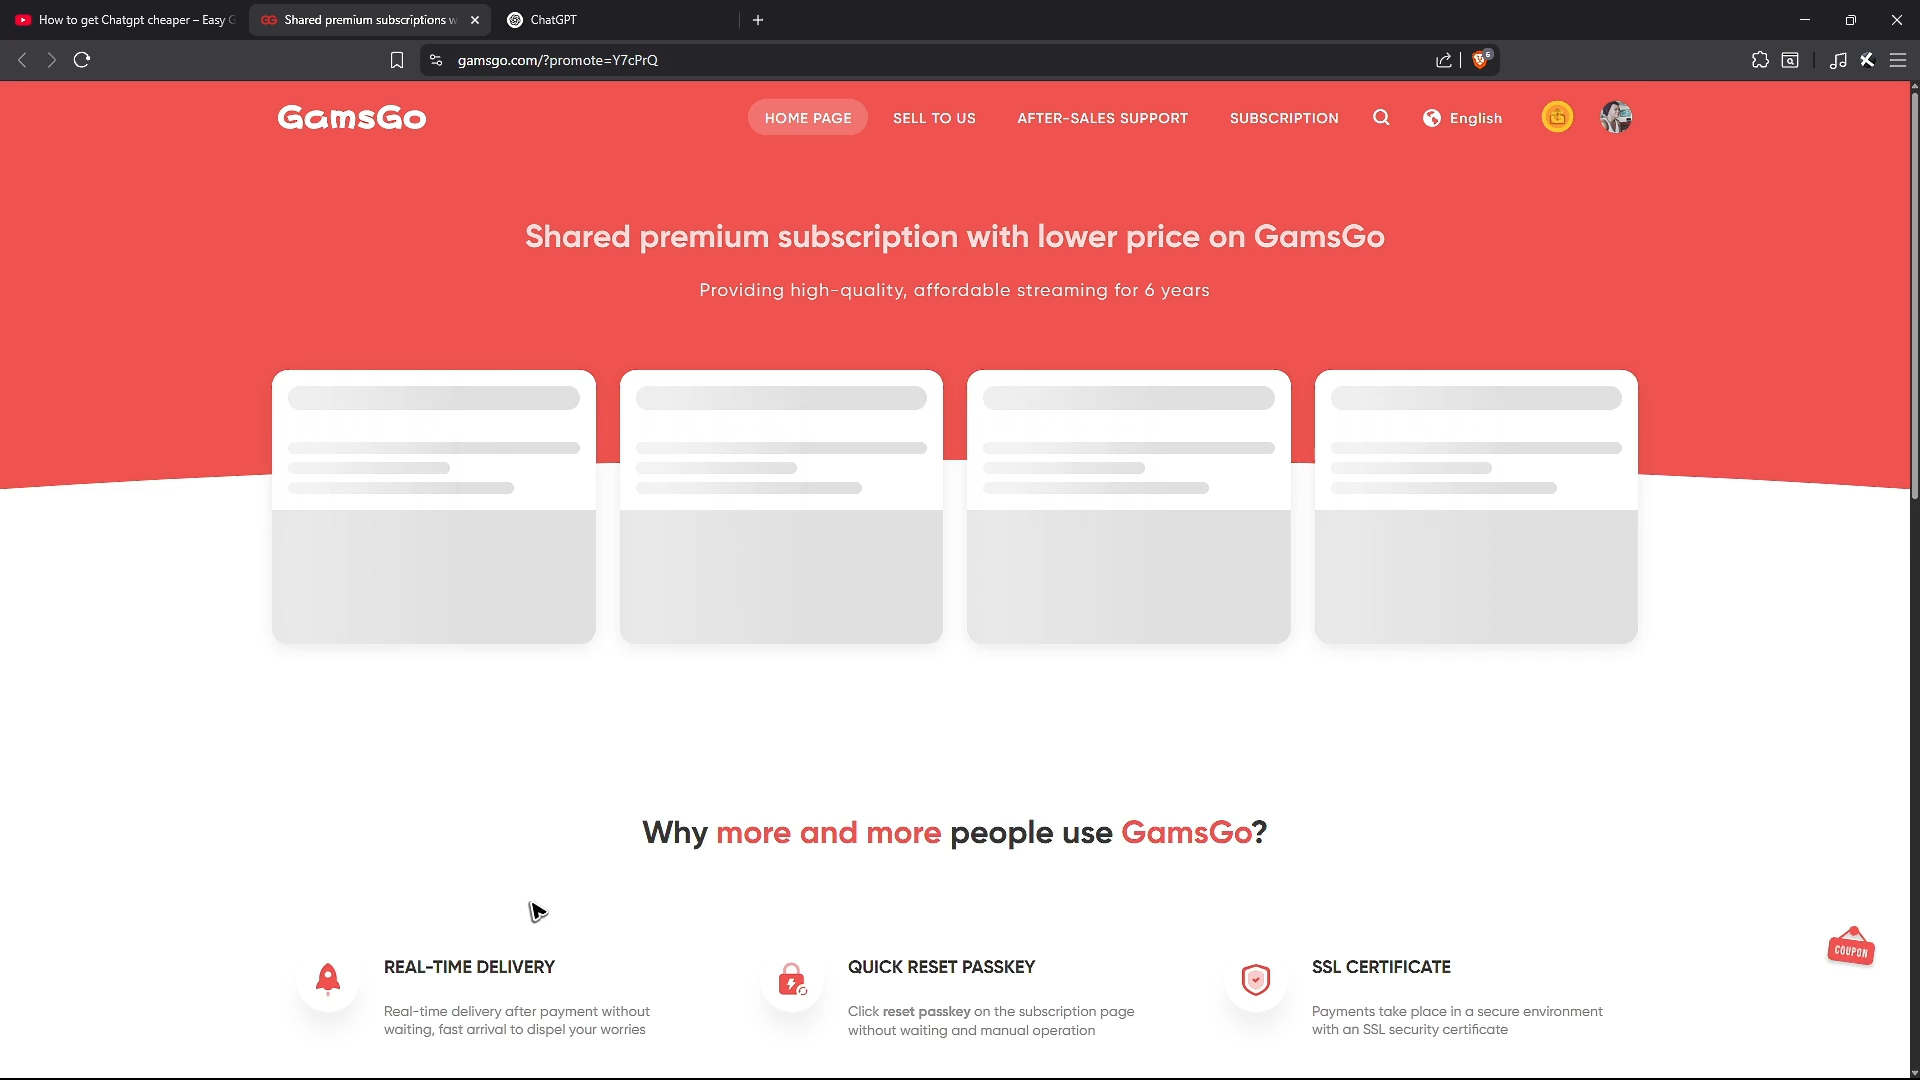 How to get Chatgpt cheaper – Easy G
Shared premium subscriptions w
ChatGPT
gamsgo.com/?promote=Y7cPrQ
6
GamsGo
HOME PAGE
SELL TO US
AFTER-SALES SUPPORT
SUBSCRIPTION
English
Shared premium subscription with lower price on GamsGo
Providing high-quality, affordable streaming for 6 years
Why more and more people use GamsGo?
REAL-TIME DELIVERY
Real-time delivery after payment without
waiting, fast arrival to dispel your worries
QUICK RESET PASSKEY
Click reset passkey on the subscription page
without waiting and manual operation
SSL CERTIFICATE
Payments take place in a secure environment
with an SSL security certificate
COUPON